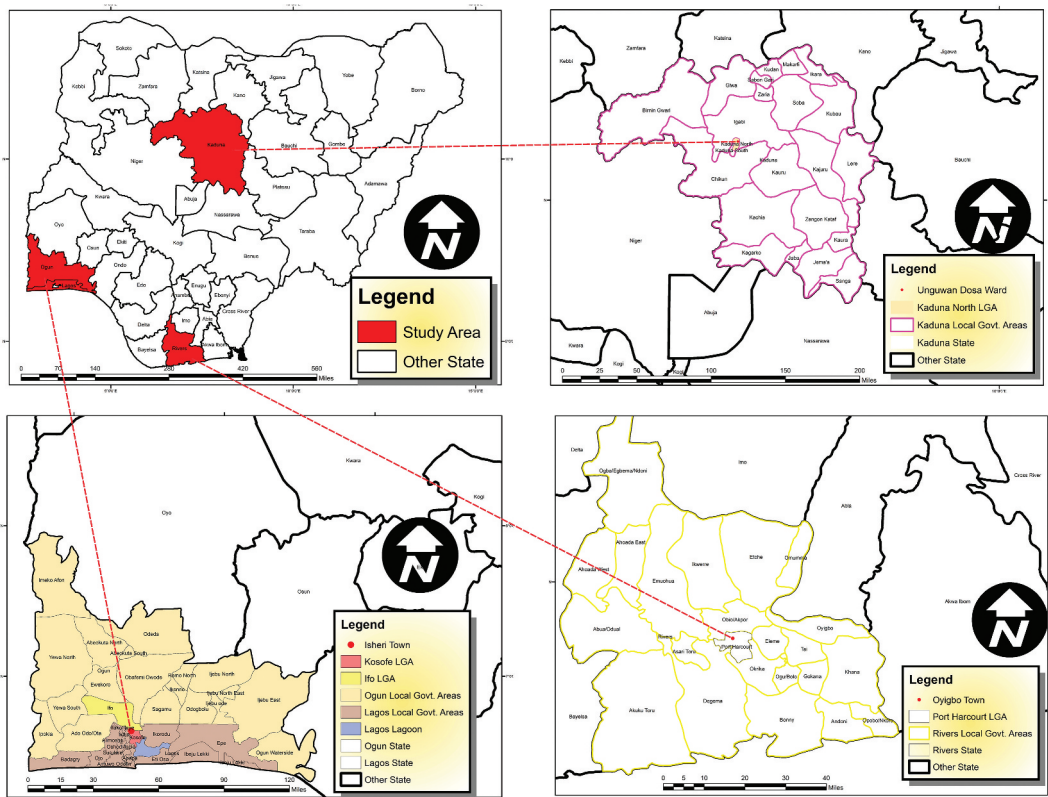 Sokoto
Katsina
Jigawa
Yobe
Borno
Kebbi
Zamfara
Kano
Kaduna
Bauchi
Gombe
Niger
Adamawa
Plateau
Abuja
Kwara
Nassarawa
Taraba
Oyo
Osun
Ekiti
Kogi
Benue
Ogun
Lagos
Ondo
Edo
Enugu
Anambra
Ebonyi
Cross River
Delta
Imo
Abia
Bayelsa
Rivers
Akwa Ibom
N
Legend
Study Area
Other State
0 70 140 280 420 560
Miles
Katsina
Zamfara
Kano
Jigawa
Kebbi
Kudan
Makarfi
Sabon Gari
Ikara
Giwa
Zaria
Soba
Birnin Gwari
Kubau
Igabi
Kaduna North
Kaduna South
Kaduna
Kauru
Kajuru
Lere
Chikun
Bauchi
Kachia
Zangon Kataf
Kaura
Kagarko
Jaba
Jema'a
Sanga
Niger
Abuja
Nassarawa
Kwara
Kogi
Kogi
N
Legend
Unguwan Dosa Ward
Kaduna North LGA
Kaduna Local Govt. Areas
Kaduna State
Other State
0 25 50 100 150 200
Miles
Kwara
Kogi
Oyo
Osun
Imeko Afon
Odeda
Abeokuta North
Abeokuta South
Yewa North
Ogun
Obafemi Owode
Remo North
Ijebu North
Ewekoro
Ikenne
Ijebu North East
Ijebu East
Ijebu ode
Yewa South
Ifo
Sagamu
Odogbolu
Ipokia
Ado Odo/Ota
Ikorodu
Kosofe
Alimosho
Epe
Ogun Waterside
Badagry
Ojo
Lagos
Eti Osa
Ibeju Lekki
N
Legend
Isheri Town
Kosofe LGA
Ifo LGA
Ogun Local Govt. Areas
Lagos Local Govt. Areas
Lagos Lagoon
Ogun State
Lagos State
Other State
0 15 30 60 90 120
Miles
Delta
Ogba/Egbema/Ndoni
Imo
Cross River
Abia
Ahoada East
Etche
Omumma
Ahoada West
Ikwerre
Emuohua
Akwa Ibom
Abua/Odual
Obio/Akpor
Rivers
Oyigbo
Port Harcourt
Eleme
Tai
Asari Toru
Okrika
Khana
Ogu/Bolo
Gokana
Degema
Bayelsa
Akuku Toru
Bonny
Andoni
Opobo/Nkoro
N
Legend
Oyigbo Town
Port Harcourt LGA
Rivers Local Govt. Areas
Rivers State
Other State
0 5 10 20 30 40
Miles